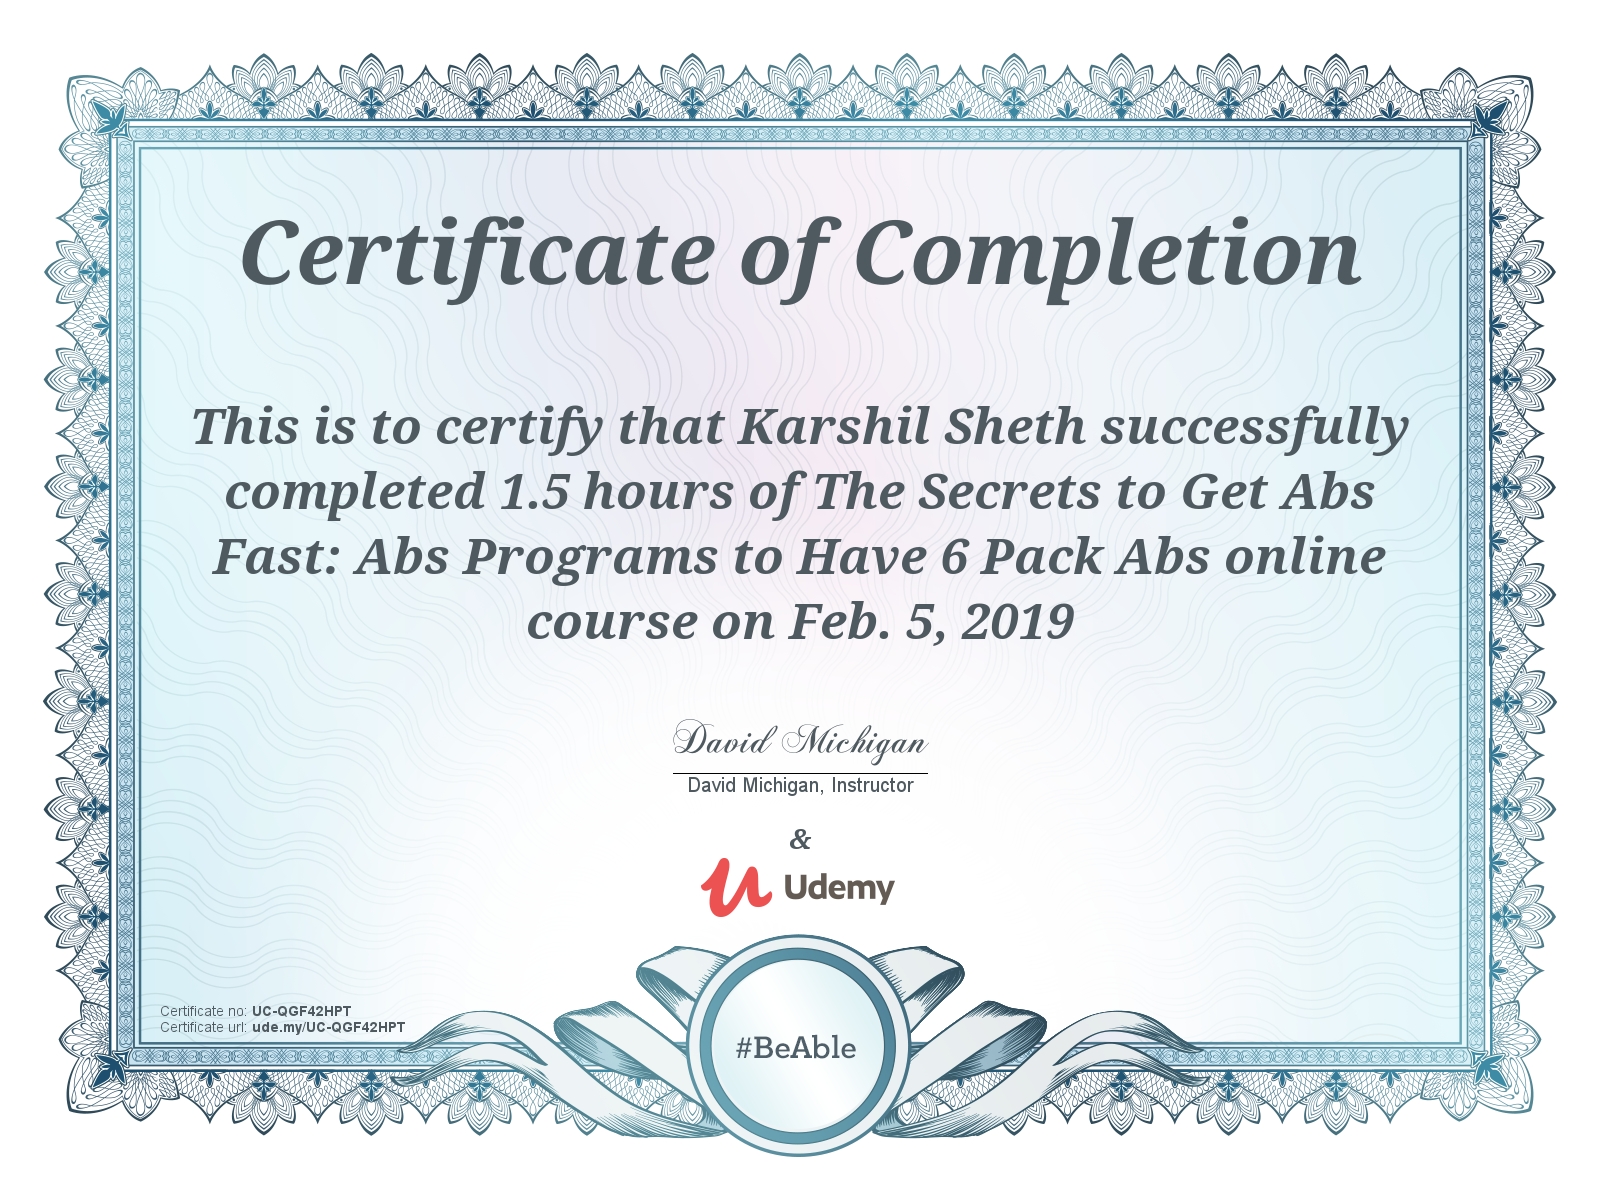 Certificate of Completion
This is to certify that Karshil Sheth successfully
completed 1.5 hours of The Secrets to Get Abs
Fast: Abs Programs to Have 6 Pack Abs online
course on Feb. 5, 2019
David Michigan
David Michigan, Instructor
&
Udemy
Certificate no: UC-QGF42HPT
Certificate url: ude.my/UC-QGF42HPT
#BeAble